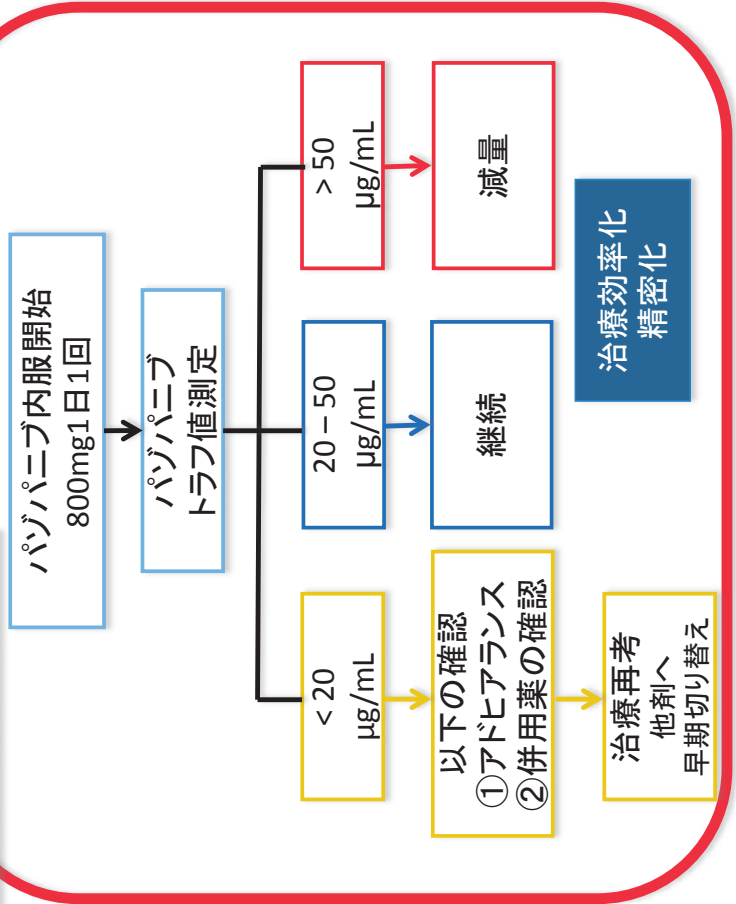 パゾパニブ内服開始
800mg1日1回
パゾパニブ
トラフ値測定
< 20
μg/mL
20 – 50
μg/mL
> 50
μg/mL
以下の確認
①アドヒアランス
②併用薬の確認
継続
減量
治療再考
他剤へ
早期切り替え
治療効率化
精密化